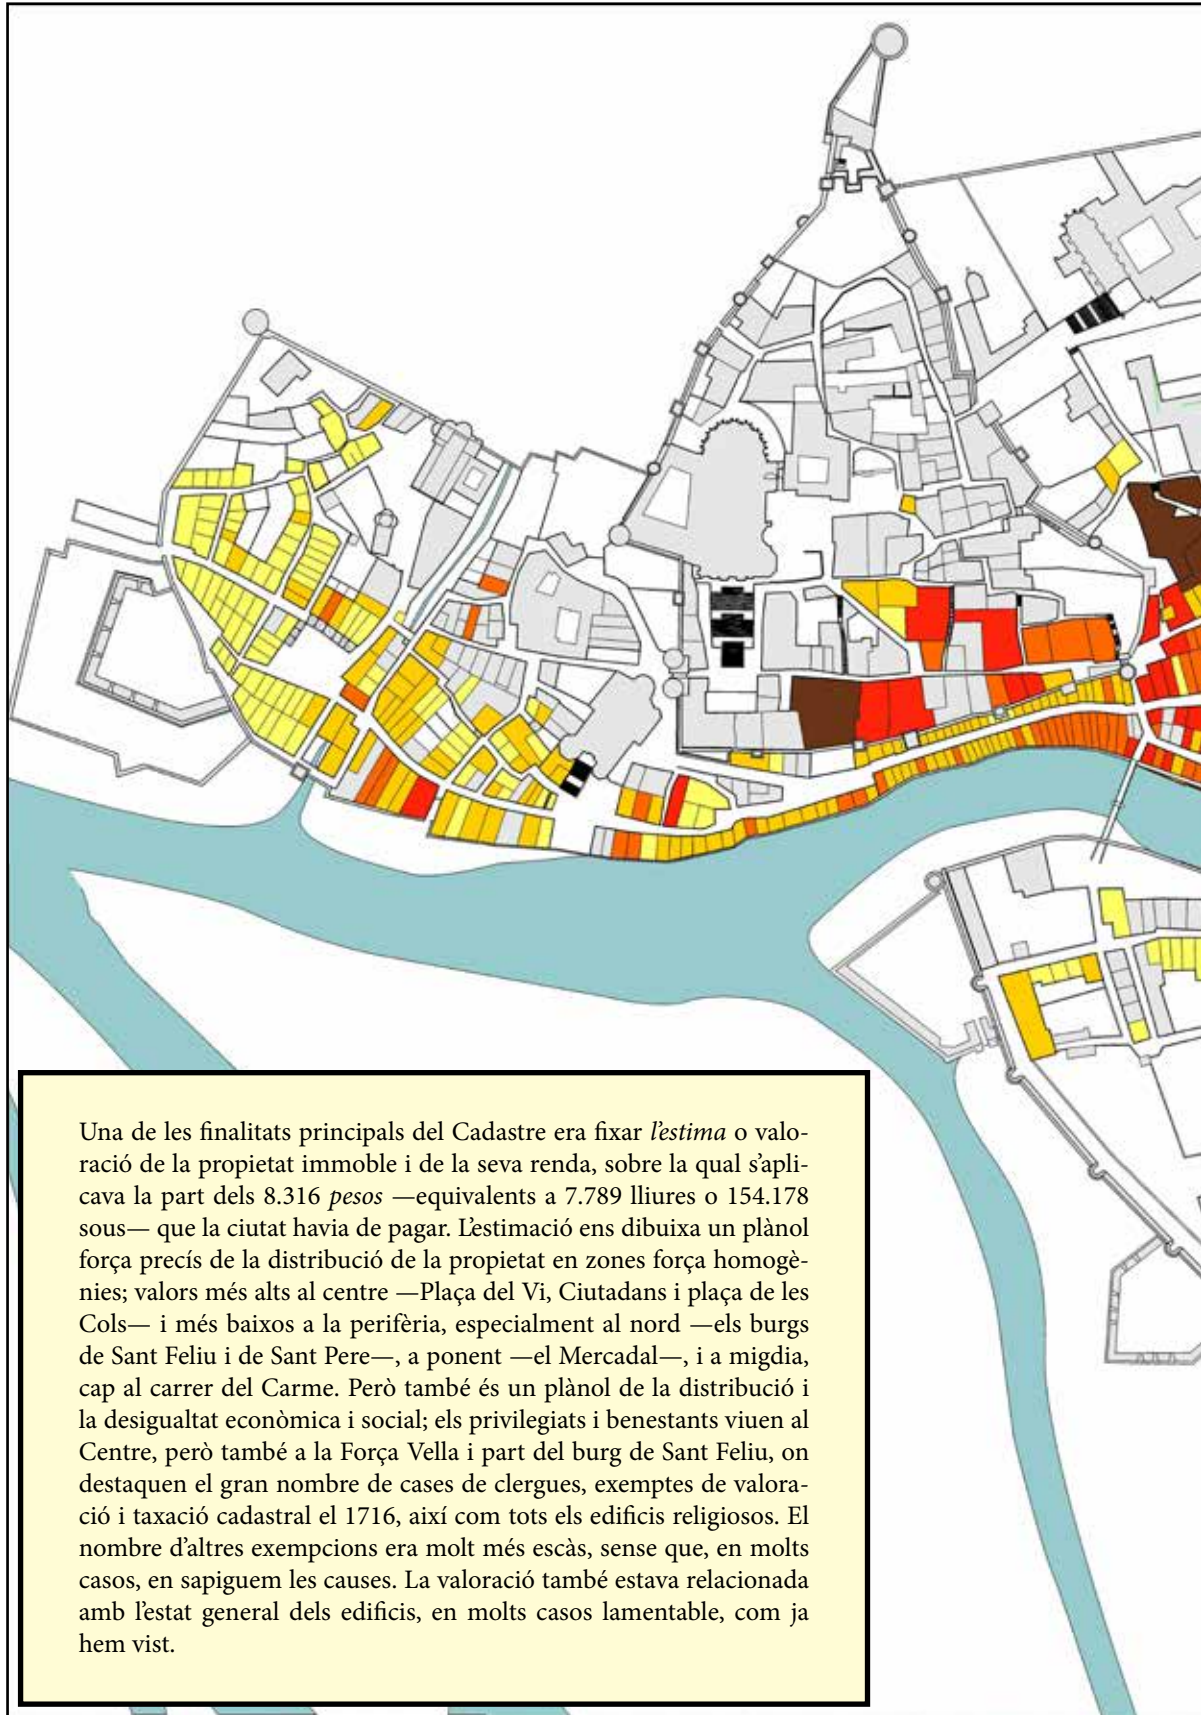 Una de les finalitats principals del Cadastre era fixar l'estima o valo-
ració de la propietat immoble i de la seva renda, sobre la qual s'apli-
cava la part dels 8.316 pesos —equivalents a 7.789 lliures o 154.178
sous— que la ciutat havia de pagar. L'estimació ens dibuixa un plànol
força precís de la distribució de la propietat en zones força homogè-
nies; valors més alts al centre —Plaça del Vi, Ciutadans i plaça de les
Cols— i més baixos a la perifèria, especialment al nord —els burgs
de Sant Feliu i de Sant Pere—, a ponent —el Mercadal—, i a migdia,
cap al carrer del Carme. Però també és un plànol de la distribució i
la desigualtat econòmica i social; els privilegiats i benestants viuen al
Centre, però també a la Força Vella i part del burg de Sant Feliu, on
destaquen el gran nombre de cases de clergues, exemptes de valora-
ció i taxació cadastral el 1716, així com tots els edificis religiosos. El
nombre d'altres exempcions era molt més escàs, sense que, en molts
casos, en sapiguem les causes. La valoració també estava relacionada
amb l'estat general dels edificis, en molts casos lamentable, com ja
hem vist.